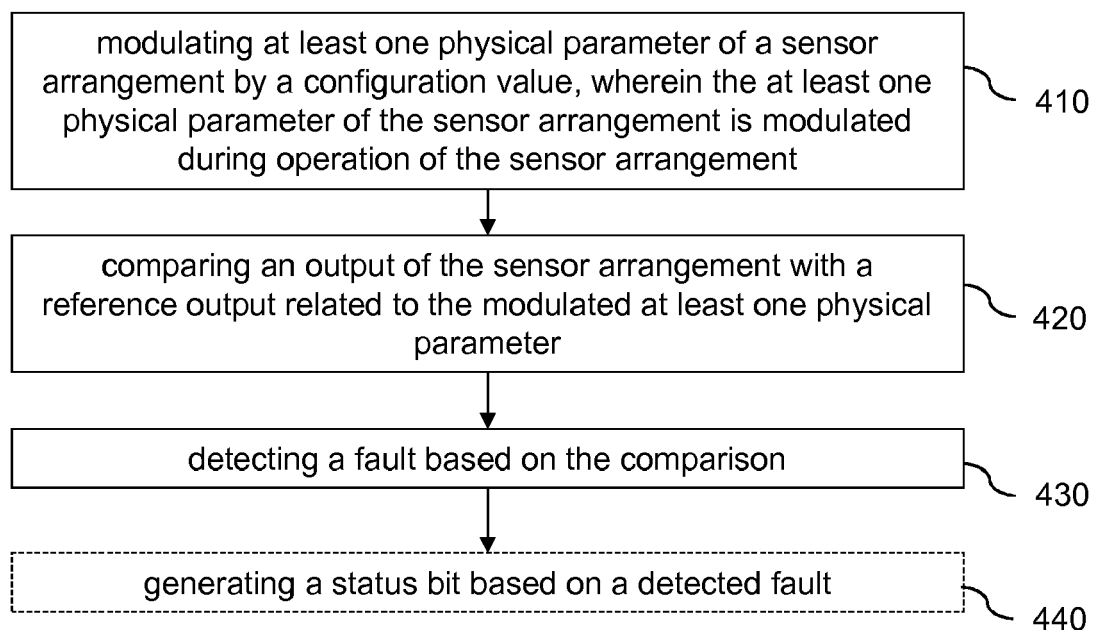 modulating at least one physical parameter of a sensor
arrangement by a configuration value, wherein the at least one
physical parameter of the sensor arrangement is modulated
during operation of the sensor arrangement
410
comparing an output of the sensor arrangement with a
reference output related to the modulated at least one physical
parameter
420
detecting a fault based on the comparison
430
generating a status bit based on a detected fault
440